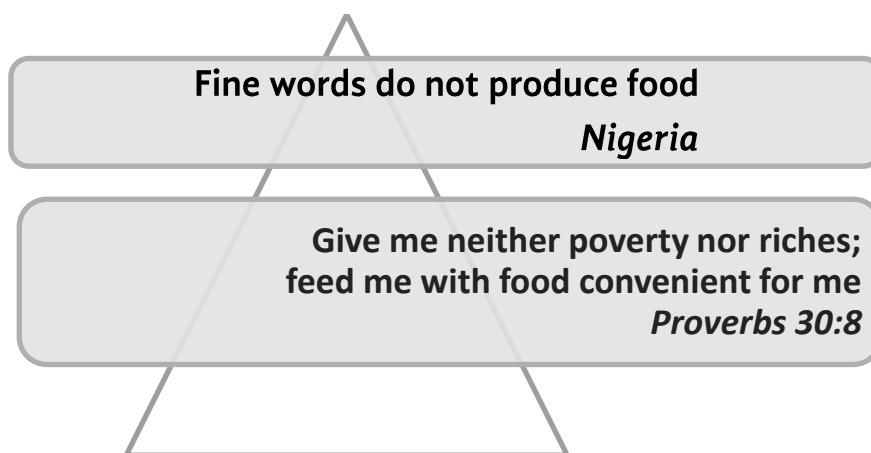 Fine words do not produce food
Nigeria
Give me neither poverty nor riches;
feed me with food convenient for me
Proverbs 30:8